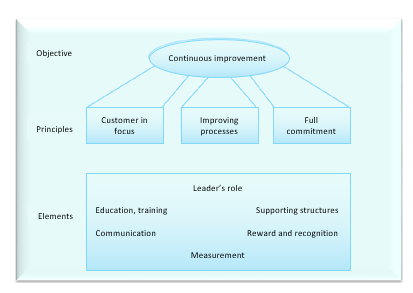 Objective
Continuous improvement
Principles
Customer in
focus
Improving
processes
Full
commitment
Elements
Leader's role
Education, training
Supporting structures
Communication
Reward and recognition
Measurement